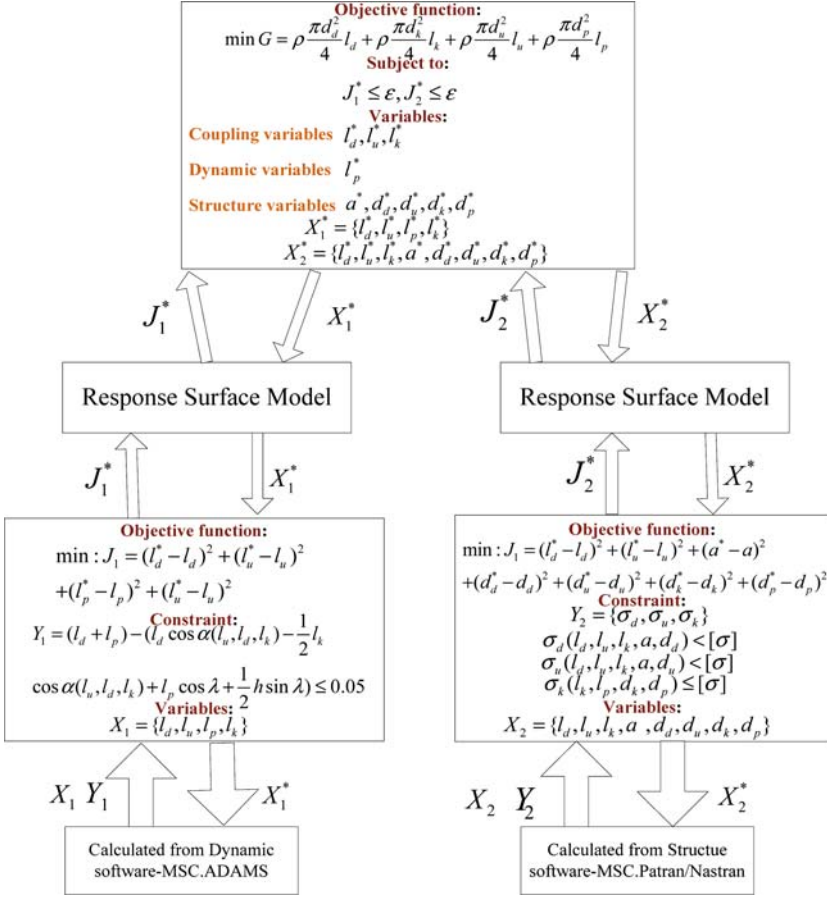 Objective function:
min G = ρ πd_d^2/4 l_d + ρ πd_k^2/4 l_k + ρ πd_u^2/4 l_u + ρ πd_p^2/4 l_p
Subject to:
J_1^* ≤ ε, J_2^* ≤ ε
Variables:
Coupling variables l_d^*, l_u^*, l_k^*
Dynamic variables l_p^*
Structure variables a^*, d_d^*, d_u^*, d_k^*, d_p^*
X_1^* = {l_d^*, l_u^*, l_p^*, l_k^*}
X_2^* = {l_d^*, l_u^*, l_k^*, a^*, d_d^*, d_u^*, d_k^*, d_p^*}
J_1^* X_1^* J_2^* X_2^*
Response Surface Model
Response Surface Model
J_1^* X_1^* J_2^* X_2^*
Objective function:
min : J_1 = (l_d^* − l_d)^2 + (l_u^* − l_u)^2
+(l_p^* − l_p)^2 + (l_u^* − l_u)^2
Constraint:
Y_1 = (l_d + l_p) − (l_d cos α(l_u, l_d, l_k) − 1/2 l_k
cos α(l_u, l_d, l_k) + l_p cos λ + 1/2 h sin λ) ≤ 0.05
Variables:
X_1 = {l_d, l_u, l_p, l_k}
Objective function:
min : J_1 = (l_d^* − l_d)^2 + (l_u^* − l_u)^2 + (a^* − a)^2
+(d_d^* − d_d)^2 + (d_u^* − d_u)^2 + (d_k^* − d_k)^2 + (d_p^* − d_p)^2
Constraint:
Y_2 = {σ_d, σ_u, σ_k}
σ_d(l_d, l_u, l_k, a, d_d) < [σ]
σ_u(l_d, l_u, l_k, a, d_u) < [σ]
σ_k(l_k, l_p, d_k, d_p) ≤ [σ]
Variables:
X_2 = {l_d, l_u, l_k, a , d_d, d_u, d_k, d_p}
X_1 Y_1 X_1^* X_2 Y_2 X_2^*
Calculated from Dynamic
software-MSC.ADAMS
Calculated from Structue
software-MSC.Patran/Nastran